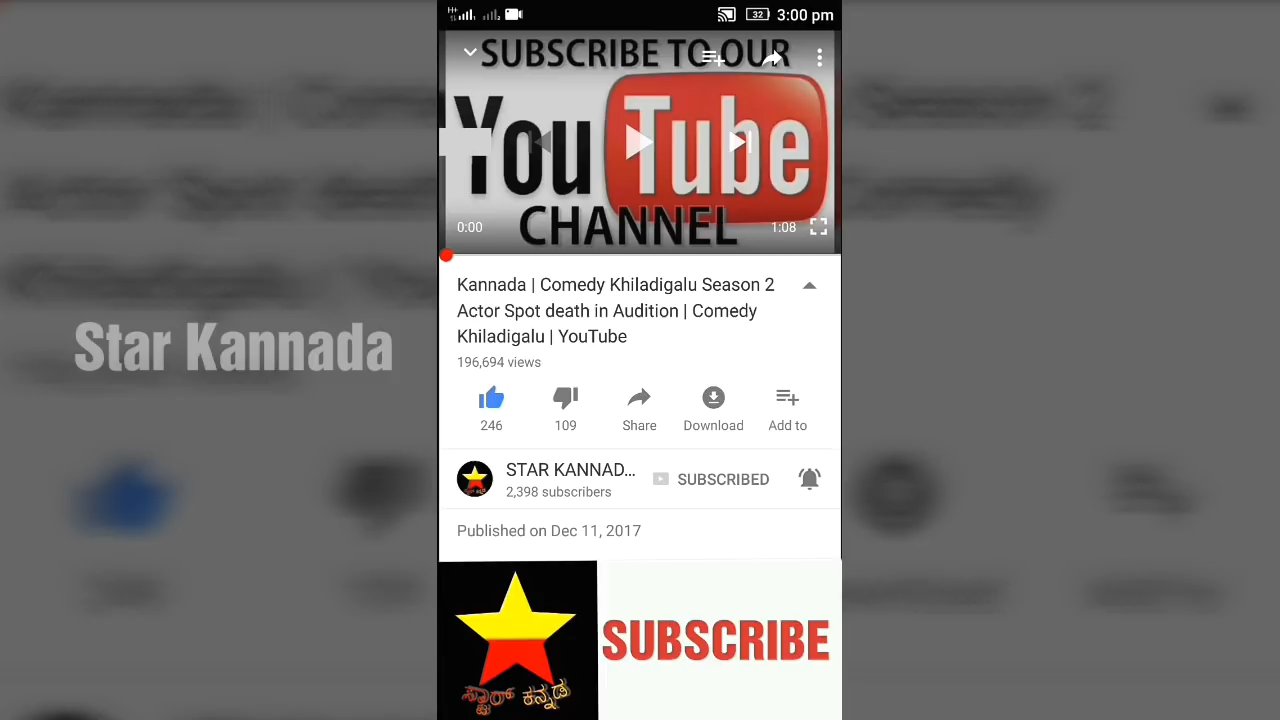 H+
2
32
3:00 pm
SUBSCRIBE TO OUR
YouTube
CHANNEL
0:00
1:08
Kannada | Comedy Khiladigalu Season 2
Actor Spot death in Audition | Comedy
Khiladigalu | YouTube
196,694 views
246
109
Share
Download
Add to
STAR KANNAD...
2,398 subscribers
SUBSCRIBED
Published on Dec 11, 2017
Star Kannada
ಸ್ಟಾರ್ ಕನ್ನಡ
SUBSCRIBE